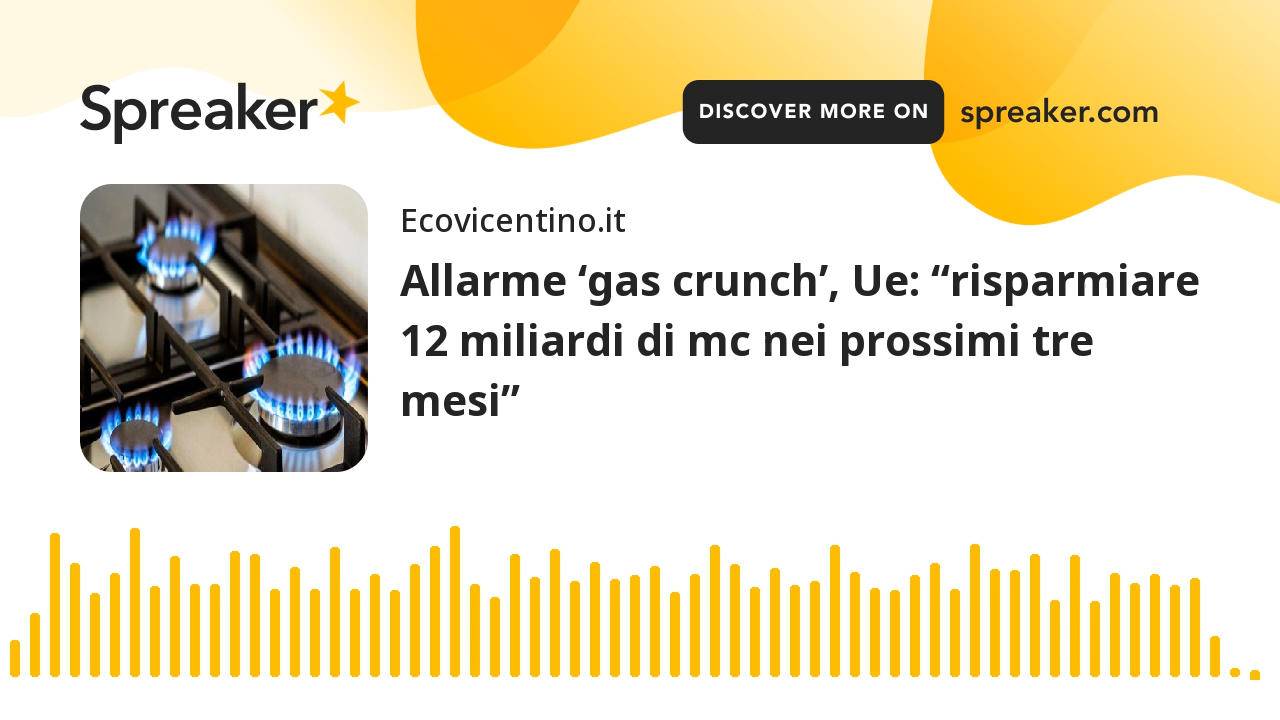 Spreaker
DISCOVER MORE ON
spreaker.com
Ecovicentino.it
Allarme ‘gas crunch’, Ue: “risparmiare
12 miliardi di mc nei prossimi tre
mesi”